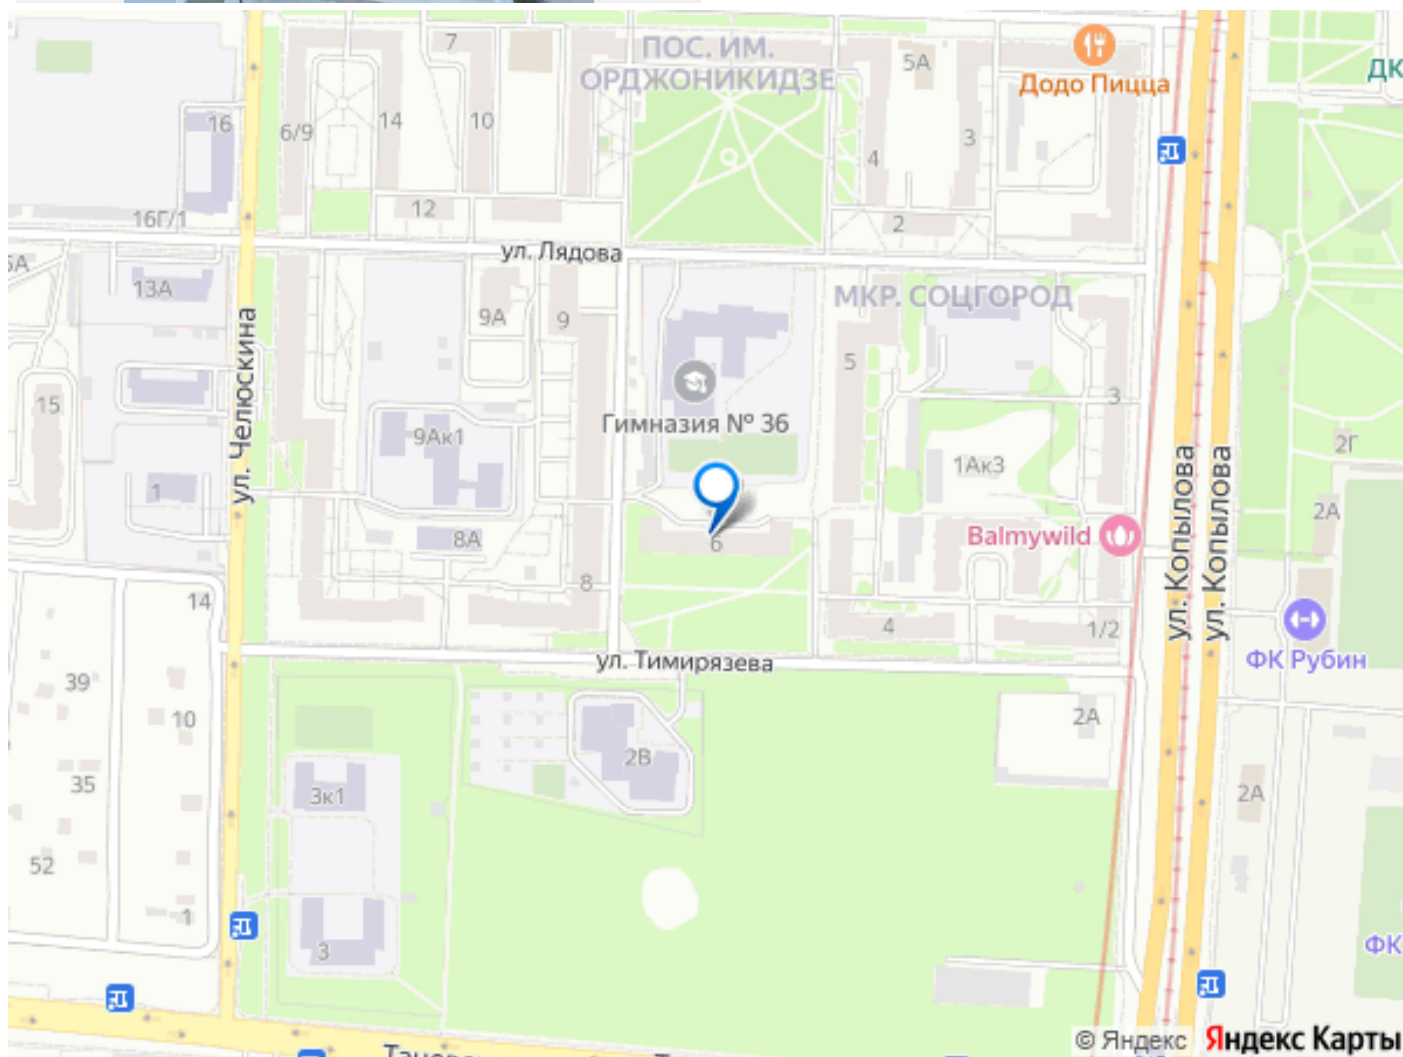 ПОС. ИМ.
ОРДЖОНИКИДЗЕ
7
5А
Додо Пицца
ДК
16
6/9
14
10
4
3
16Г/1
12
2
ул. Лядова
5А
13А
9А
9
МКР. СОЦГОРОД
ул. Челюскина
5
3
15
Гимназия № 36
9Ак1
1Ак3
2Г
1
8А
6
Balmywild
ул. Копылова
ул. Копылова
2А
14
8
4
1/2
ул. Тимирязева
ФК Рубин
39
10
2А
2В
35
3к1
2А
52
1
3
ФК
© Яндекс
Яндекс Карты